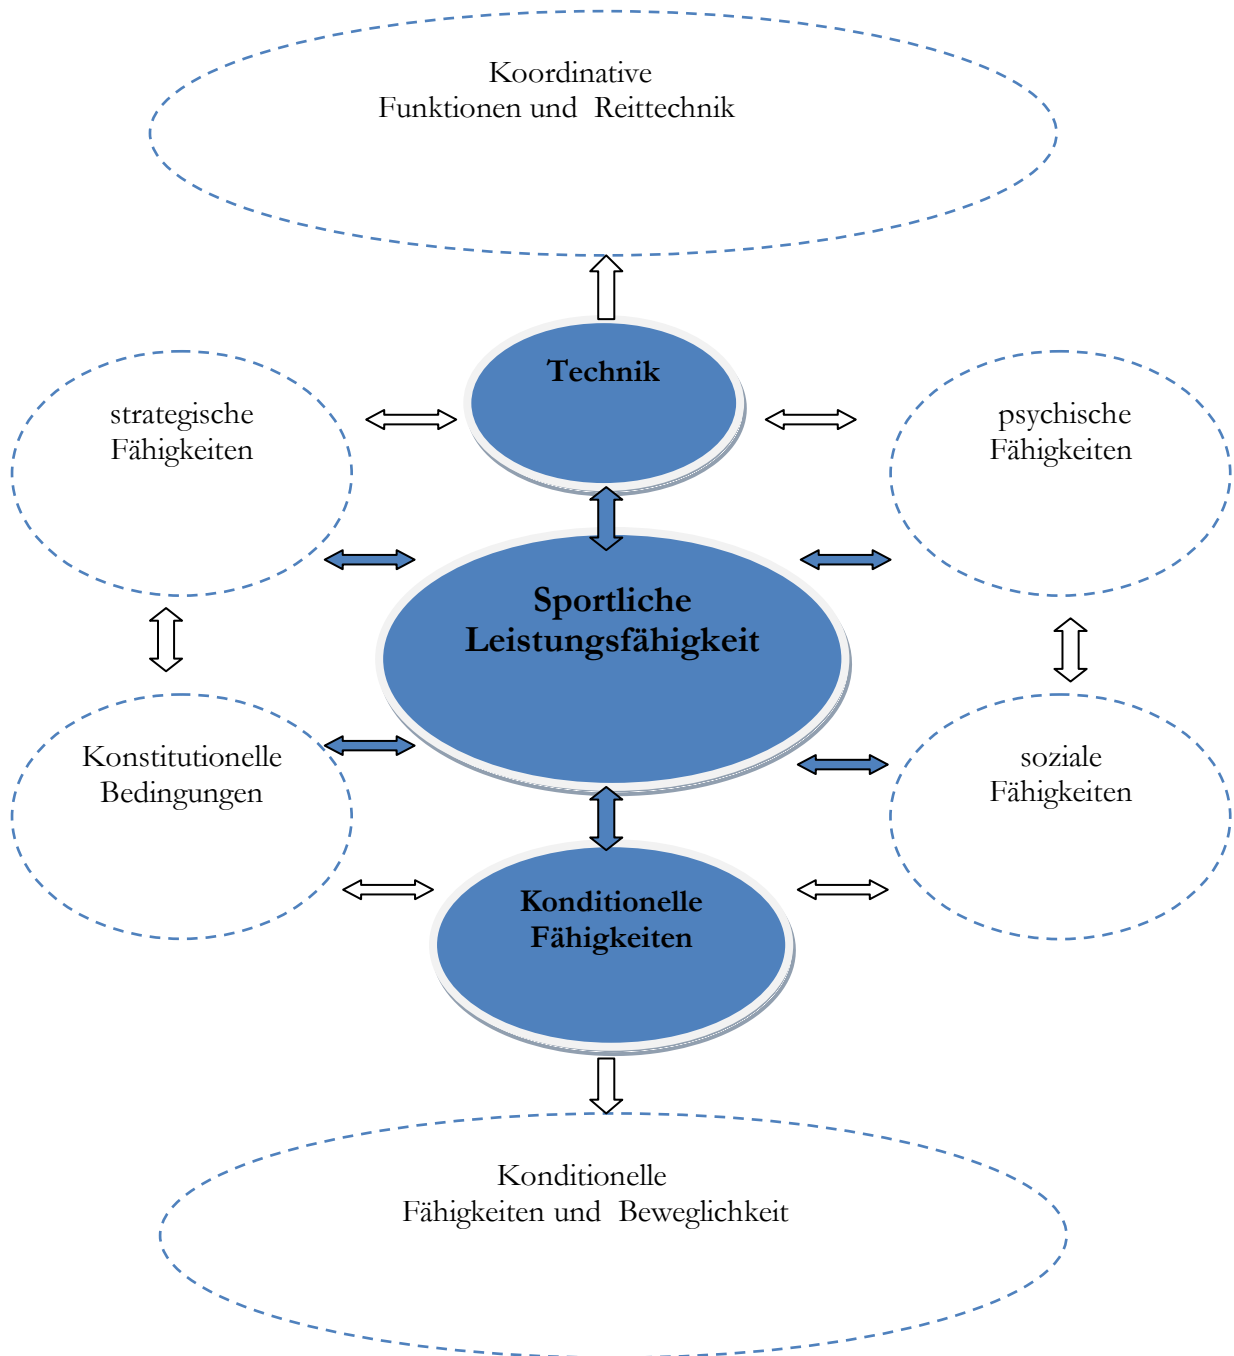 Koordinative
Funktionen und  Reittechnik
Technik
strategische
Fähigkeiten
psychische
Fähigkeiten
Sportliche
Leistungsfähigkeit
Konstitutionelle
Bedingungen
soziale
Fähigkeiten
Konditionelle
Fähigkeiten
Konditionelle
Fähigkeiten und  Beweglichkeit